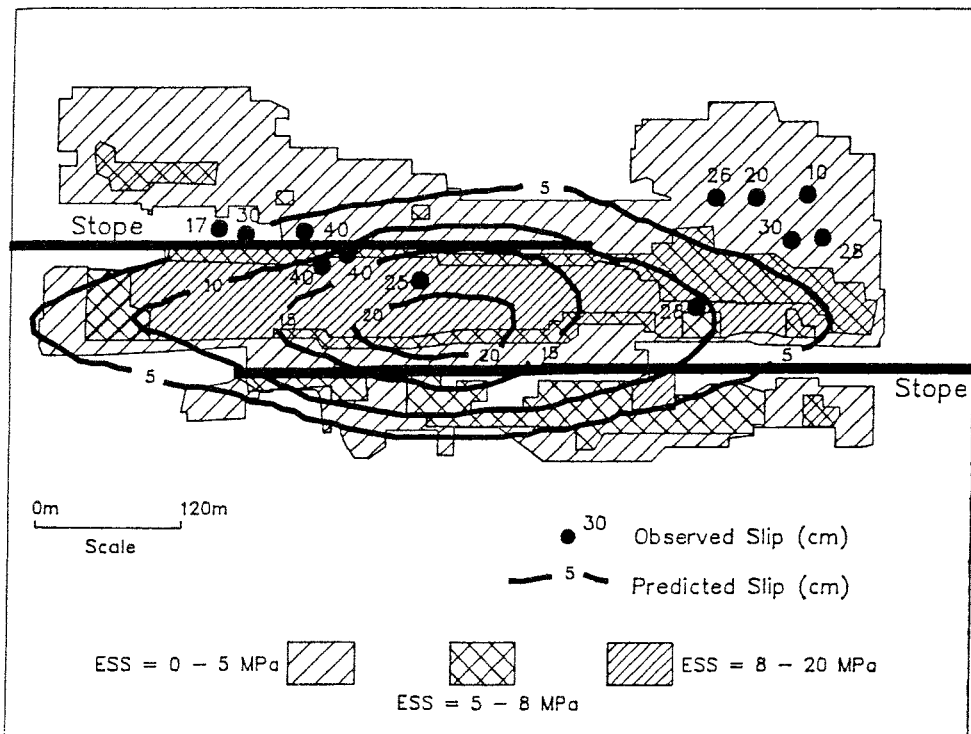 5
26 20 10
17 30 40
30 28
Stope
40 40
10 25
28
15
20
20 15
5
5
Stope
0m 120m
Scale
30 Observed Slip (cm)
5 Predicted Slip (cm)
ESS = 0 - 5 MPa
ESS = 8 - 20 MPa
ESS = 5 - 8 MPa